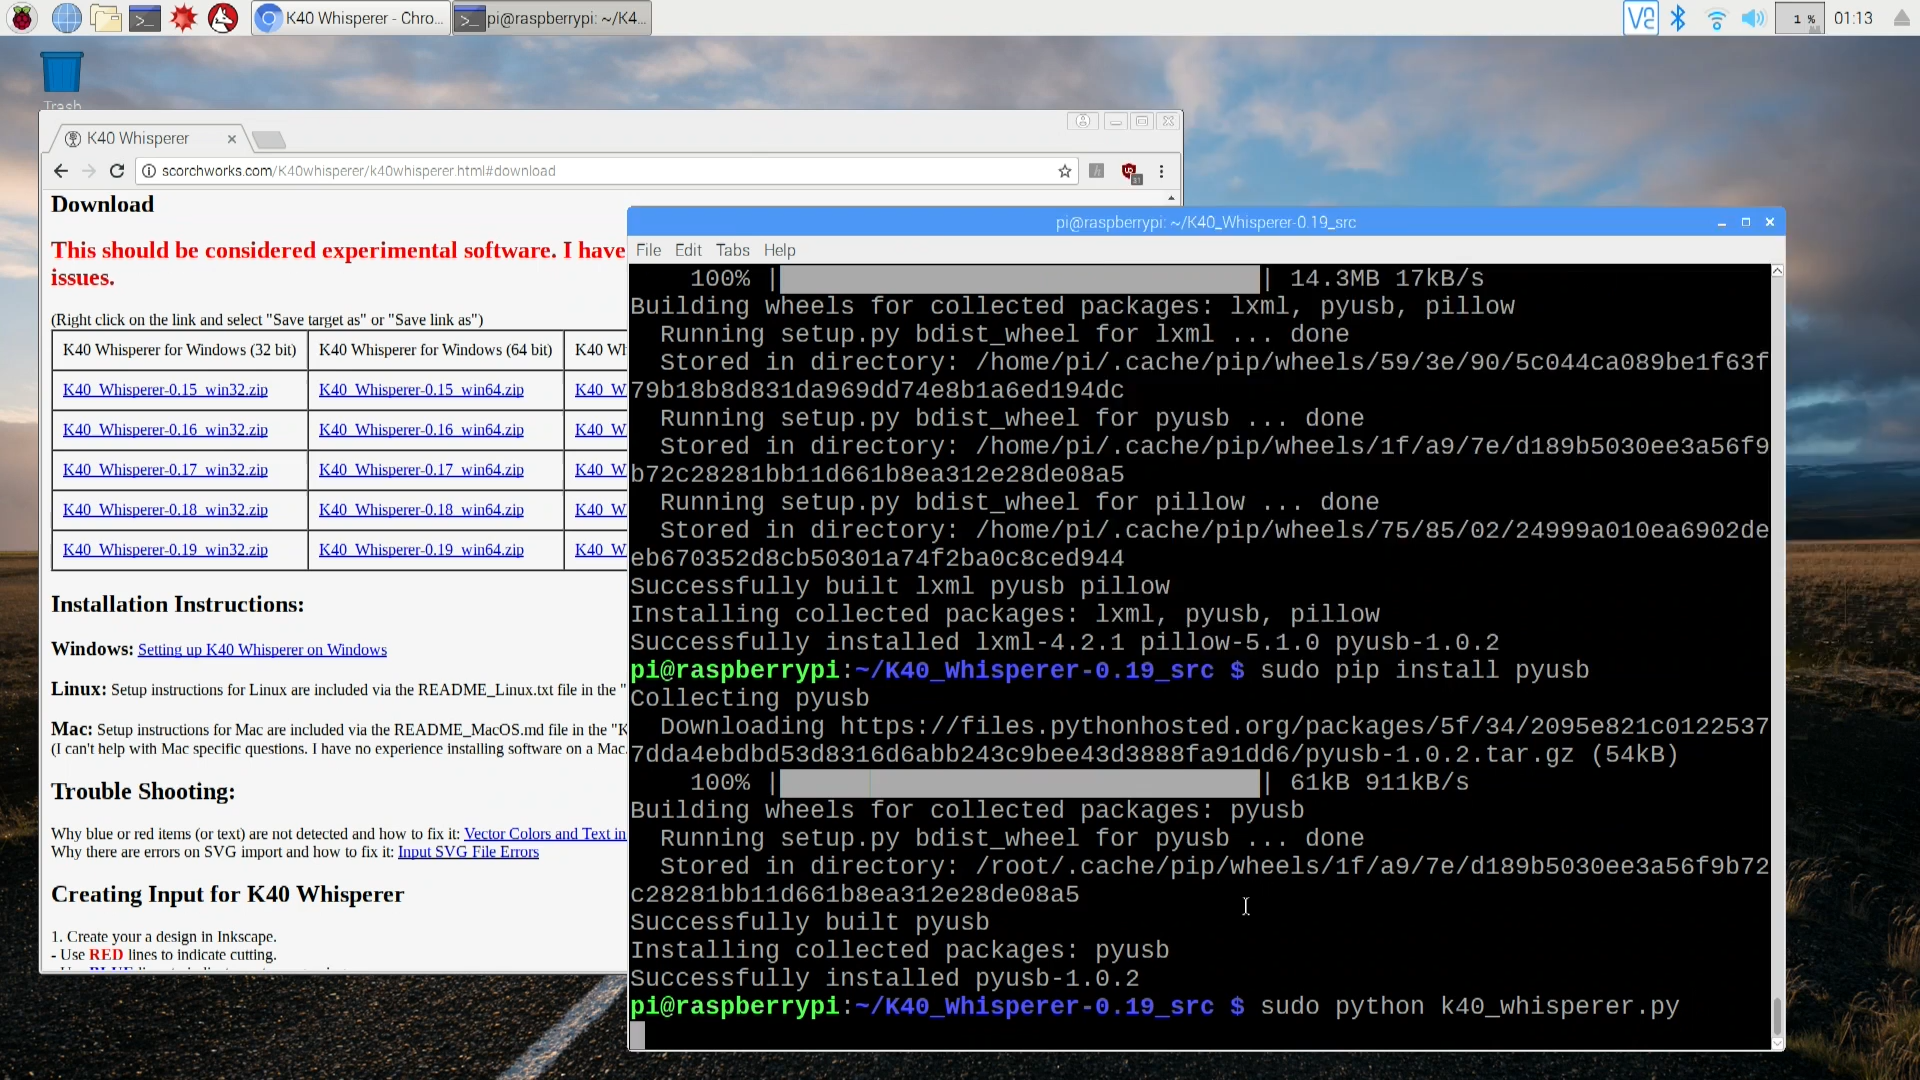 K40 Whisperer - Chro...
pi@raspberrypi: ~/K4...
1 %
01:13
Trash
K40 Whisperer
scorchworks.com/K40whisperer/k40whisperer.html#download
Download
This should be considered experimental software. I have
issues.
(Right click on the link and select "Save target as" or "Save link as")
K40 Whisperer for Windows (32 bit) K40 Whisperer for Windows (64 bit) K40 Wh
K40_Whisperer-0.15_win32.zip K40_Whisperer-0.15_win64.zip K40_W
K40_Whisperer-0.16_win32.zip K40_Whisperer-0.16_win64.zip K40_W
K40_Whisperer-0.17_win32.zip K40_Whisperer-0.17_win64.zip K40_W
K40_Whisperer-0.18_win32.zip K40_Whisperer-0.18_win64.zip K40_W
K40_Whisperer-0.19_win32.zip K40_Whisperer-0.19_win64.zip K40_W
Installation Instructions:
Windows: Setting up K40 Whisperer on Windows
Linux: Setup instructions for Linux are included via the README_Linux.txt file in the "
Mac: Setup instructions for Mac are included via the README_MacOS.md file in the "K
(I can't help with Mac specific questions. I have no experience installing software on a Mac.
Trouble Shooting:
Why blue or red items (or text) are not detected and how to fix it: Vector Colors and Text in
Why there are errors on SVG import and how to fix it: Input SVG File Errors
Creating Input for K40 Whisperer
1. Create your a design in Inkscape.
- Use RED lines to indicate cutting.
pi@raspberrypi: ~/K40_Whisperer-0.19_src
File Edit Tabs Help
100% | | 14.3MB 17kB/s
Building wheels for collected packages: lxml, pyusb, pillow
Running setup.py bdist_wheel for lxml ... done
Stored in directory: /home/pi/.cache/pip/wheels/59/3e/90/5c044ca089be1f63f
79b18b8d831da969dd74e8b1a6ed194dc
Running setup.py bdist_wheel for pyusb ... done
Stored in directory: /home/pi/.cache/pip/wheels/1f/a9/7e/d189b5030ee3a56f9
b72c28281bb11d661b8ea312e28de08a5
Running setup.py bdist_wheel for pillow ... done
Stored in directory: /home/pi/.cache/pip/wheels/75/85/02/24999a010ea6902de
eb670352d8cb50301a74f2ba0c8ced944
Successfully built lxml pyusb pillow
Installing collected packages: lxml, pyusb, pillow
Successfully installed lxml-4.2.1 pillow-5.1.0 pyusb-1.0.2
pi@raspberrypi:~/K40_Whisperer-0.19_src $ sudo pip install pyusb
Collecting pyusb
Downloading https://files.pythonhosted.org/packages/5f/34/2095e821c0122537
7dda4ebdbd53d8316d6abb243c9bee43d3888fa91dd6/pyusb-1.0.2.tar.gz (54kB)
100% | | 61kB 911kB/s
Building wheels for collected packages: pyusb
Running setup.py bdist_wheel for pyusb ... done
Stored in directory: /root/.cache/pip/wheels/1f/a9/7e/d189b5030ee3a56f9b72
c28281bb11d661b8ea312e28de08a5
Successfully built pyusb
Installing collected packages: pyusb
Successfully installed pyusb-1.0.2
pi@raspberrypi:~/K40_Whisperer-0.19_src $ sudo python k40_whisperer.py